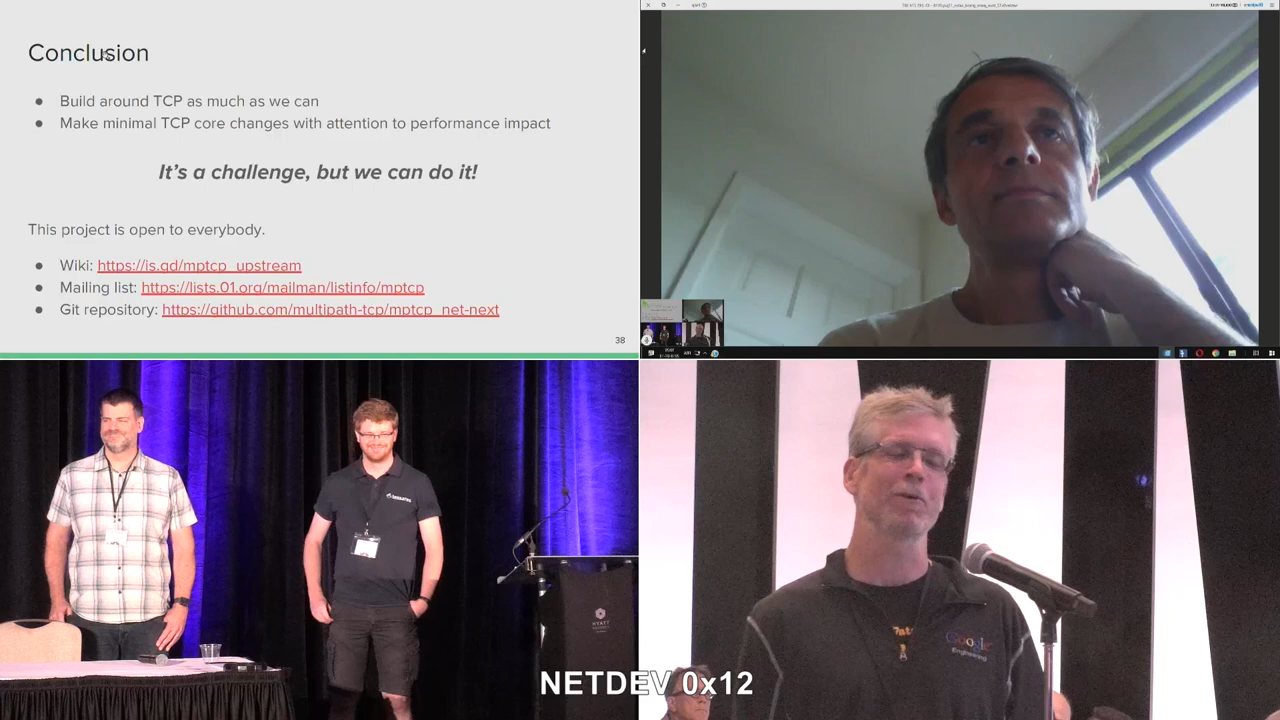 Conclusion
● Build around TCP as much as we can
● Make minimal TCP core changes with attention to performance impact
It's a challenge, but we can do it!
This project is open to everybody.
● Wiki: https://is.gd/mptcp_upstream
● Mailing list: https://lists.01.org/mailman/listinfo/mptcp
● Git repository: https://github.com/multipath-tcp/mptcp_net-next
38
HYATT
Google
Engineering
NETDEV 0x12